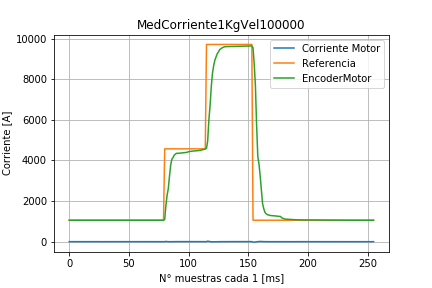 MedCorriente1KgVel100000
Corriente Motor
Referencia
EncoderMotor
Corriente [A]
10000
8000
6000
4000
2000
0
0
50
100
150
200
250
N° muestras cada 1 [ms]